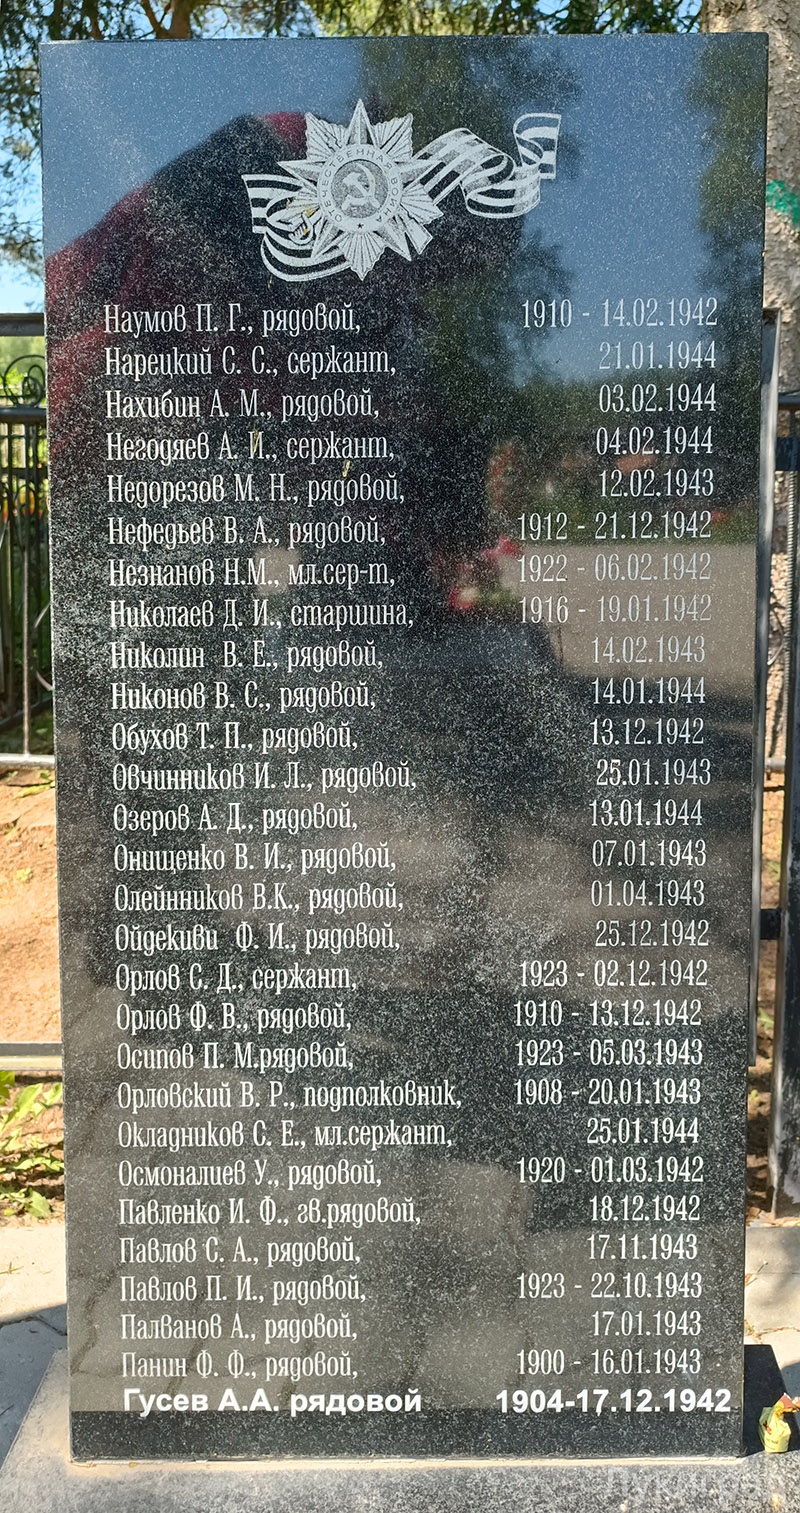 ОТЕЧЕСТВЕННАЯ ВОЙНА
Наумов П. Г., рядовой, 1910 - 14.02.1942
Нарецкий С. С., сержант, 21.01.1944
Нахибин А. М., рядовой, 03.02.1944
Негодяев А. И., сержант, 04.02.1944
Недорезов М. Н., рядовой, 12.02.1943
Нефедьев В. А., рядовой, 1912 - 21.12.1942
Незнанов Н.М., мл.сер-т, 1922 - 06.02.1942
Николаев Д. И., старшина, 1916 - 19.01.1942
Николин В. Е., рядовой, 14.02.1943
Никонов В. С., рядовой, 14.01.1944
Обухов Т. П., рядовой, 13.12.1942
Овчинников И. Л., рядовой, 25.01.1943
Озеров А. Д., рядовой, 13.01.1944
Онищенко В. И., рядовой, 07.01.1943
Олейнников В.К., рядовой, 01.04.1943
Ойдекиви Ф. И., рядовой, 25.12.1942
Орлов С. Д., сержант, 1923 - 02.12.1942
Орлов Ф. В., рядовой, 1910 - 13.12.1942
Осипов П. М.рядовой, 1923 - 05.03.1943
Орловский В. Р., подполковник, 1908 - 20.01.1943
Окладников С. Е., мл.сержант, 25.01.1944
Осмоналиев У., рядовой, 1920 - 01.03.1942
Павленко И. Ф., гв.рядовой, 18.12.1942
Павлов С. А., рядовой, 17.11.1943
Павлов П. И., рядовой, 1923 - 22.10.1943
Палванов А., рядовой, 17.01.1943
Панин Ф. Ф., рядовой, 1900 - 16.01.1943
Гусев А.А. рядовой 1904-17.12.1942